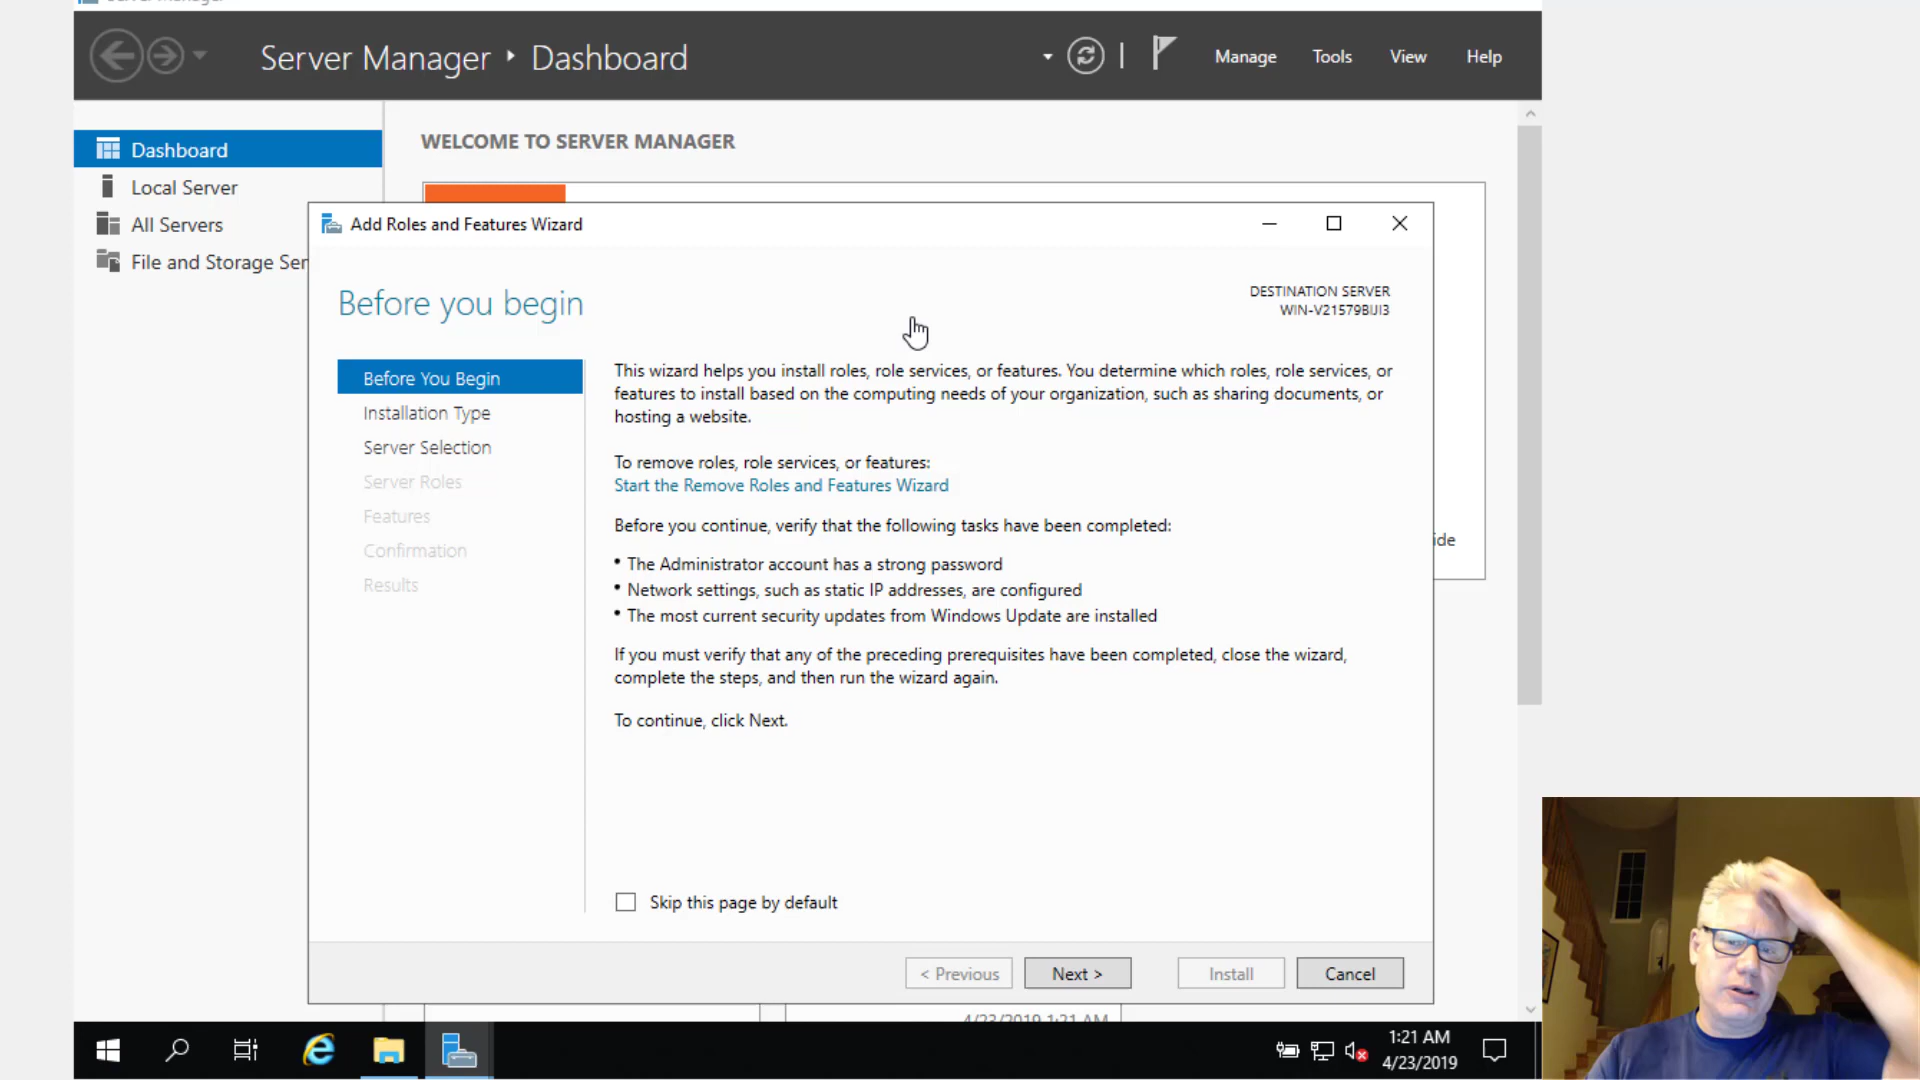 Server Manager
Server Manager ‣ Dashboard
Manage
Tools
View
Help
Dashboard
Local Server
All Servers
File and Storage Ser
WELCOME TO SERVER MANAGER
Add Roles and Features Wizard
Before you begin
DESTINATION SERVER
WIN-V21579BIJI3
Before You Begin
Installation Type
Server Selection
Server Roles
Features
Confirmation
Results
This wizard helps you install roles, role services, or features. You determine which roles, role services, or
features to install based on the computing needs of your organization, such as sharing documents, or
hosting a website.
To remove roles, role services, or features:
Start the Remove Roles and Features Wizard
Before you continue, verify that the following tasks have been completed:
• The Administrator account has a strong password
• Network settings, such as static IP addresses, are configured
• The most current security updates from Windows Update are installed
If you must verify that any of the preceding prerequisites have been completed, close the wizard,
complete the steps, and then run the wizard again.
To continue, click Next.
Skip this page by default
ide
< Previous
Next >
Install
Cancel
4/23/2019 1:21 AM
1:21 AM
4/23/2019